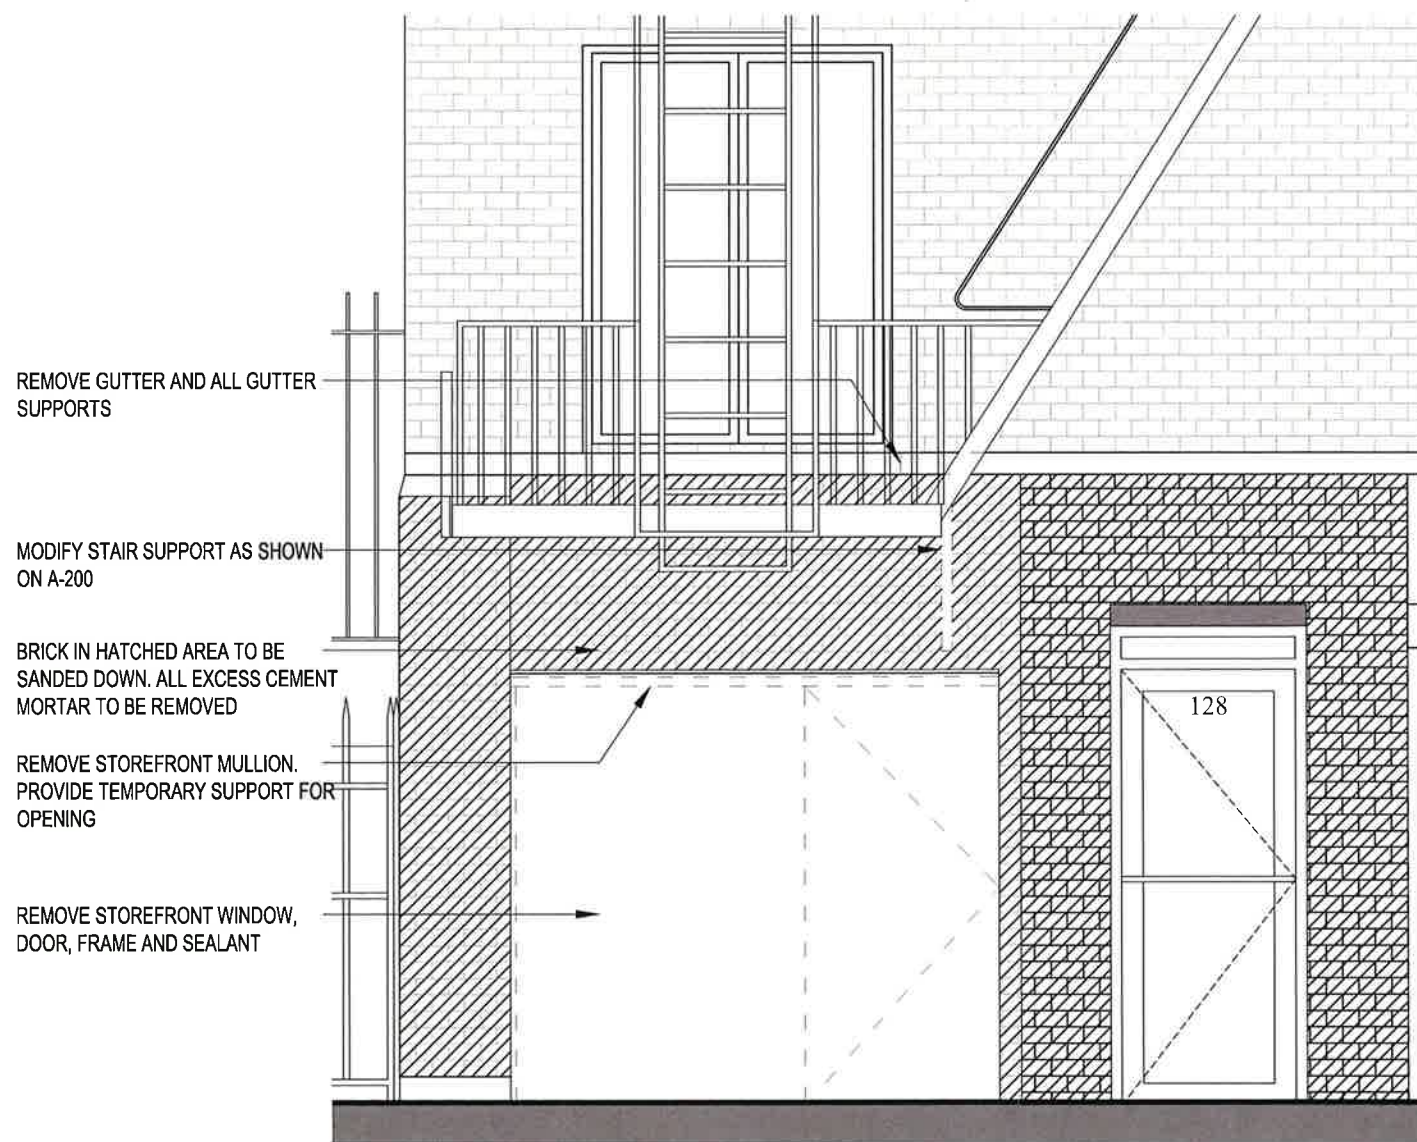 REMOVE GUTTER AND ALL GUTTER
SUPPORTS
MODIFY STAIR SUPPORT AS SHOWN
ON A-200
BRICK IN HATCHED AREA TO BE
SANDED DOWN. ALL EXCESS CEMENT
MORTAR TO BE REMOVED
REMOVE STOREFRONT MULLION.
PROVIDE TEMPORARY SUPPORT FOR
OPENING
REMOVE STOREFRONT WINDOW,
DOOR, FRAME AND SEALANT
128